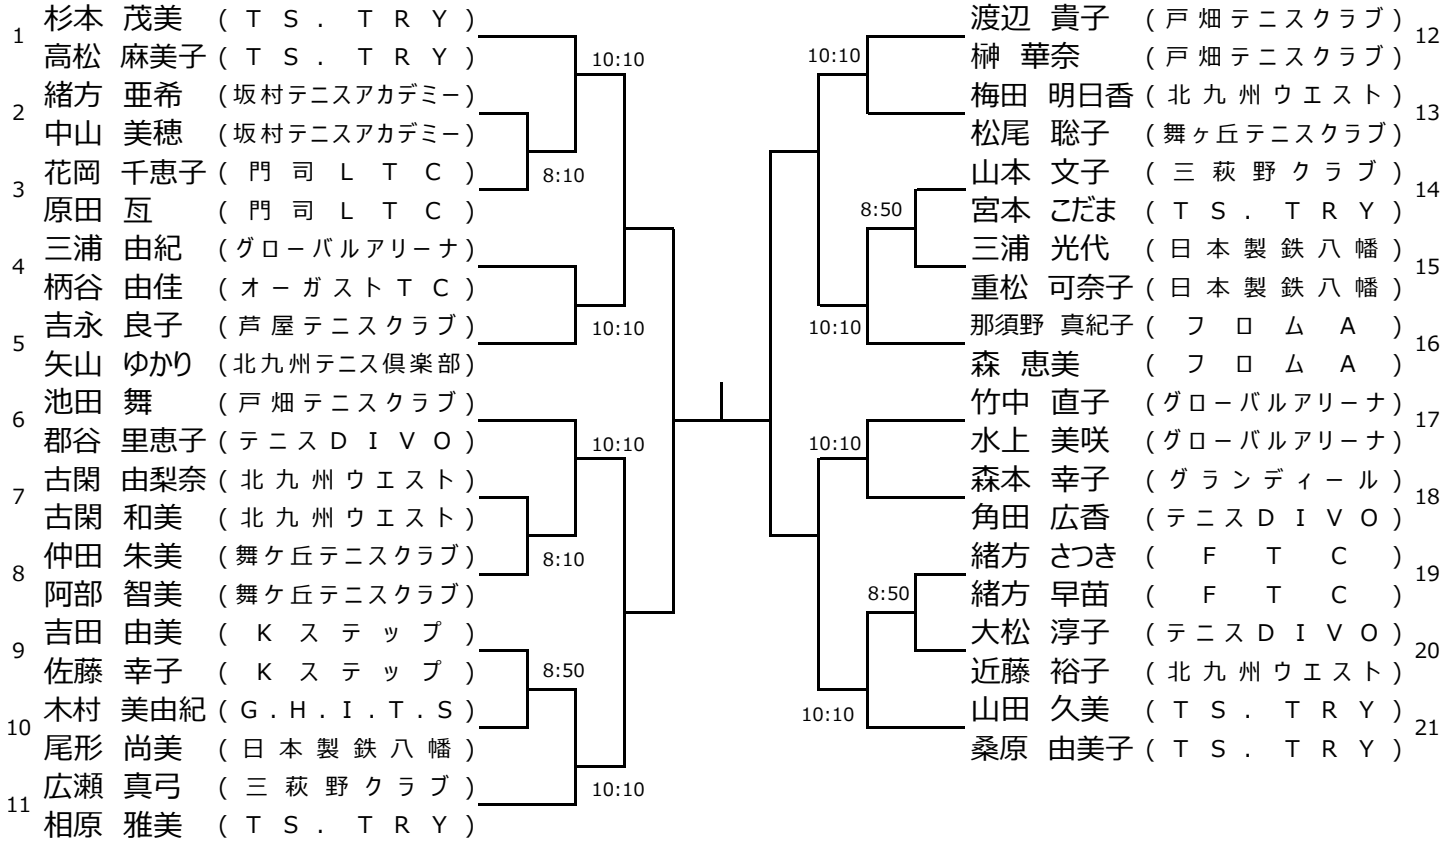 1
杉本 茂美 (TS. TRY)
高松 麻美子 (TS. TRY)
2
緒方 亜希 (坂村テニスアカデミー)
中山 美穂 (坂村テニスアカデミー)
3
花岡 千恵子 (門司LTC)
原田 亙 (門司LTC)
4
三浦 由紀 (グローバルアリーナ)
柄谷 由佳 (オーガストTC)
5
吉永 良子 (芦屋テニスクラブ)
矢山 ゆかり (北九州テニス倶楽部)
6
池田 舞 (戸畑テニスクラブ)
郡谷 里恵子 (テニスDIVO)
7
古閑 由梨奈 (北九州ウエスト)
古閑 和美 (北九州ウエスト)
8
仲田 朱美 (舞ケ丘テニスクラブ)
阿部 智美 (舞ケ丘テニスクラブ)
9
吉田 由美 (Kステップ)
佐藤 幸子 (Kステップ)
10
木村 美由紀 (G.H.I.T.S)
尾形 尚美 (日本製鉄八幡)
11
広瀬 真弓 (三萩野クラブ)
相原 雅美 (TS. TRY)
10:10
8:10
10:10
10:10
8:10
8:50
10:10
10:10
8:50
10:10
10:10
8:50
10:10
渡辺 貴子 (戸畑テニスクラブ)
榊 華奈 (戸畑テニスクラブ)
12
梅田 明日香 (北九州ウエスト)
松尾 聡子 (舞ヶ丘テニスクラブ)
13
山本 文子 (三萩野クラブ)
宮本 こだま (TS. TRY)
14
三浦 光代 (日本製鉄八幡)
重松 可奈子 (日本製鉄八幡)
15
那須野 真紀子 (フロムA)
森 恵美 (フロムA)
16
竹中 直子 (グローバルアリーナ)
水上 美咲 (グローバルアリーナ)
17
森本 幸子 (グランディール)
角田 広香 (テニスDIVO)
18
緒方 さつき (FTC)
緒方 早苗 (FTC)
19
大松 淳子 (テニスDIVO)
近藤 裕子 (北九州ウエスト)
20
山田 久美 (TS. TRY)
桑原 由美子 (TS. TRY)
21